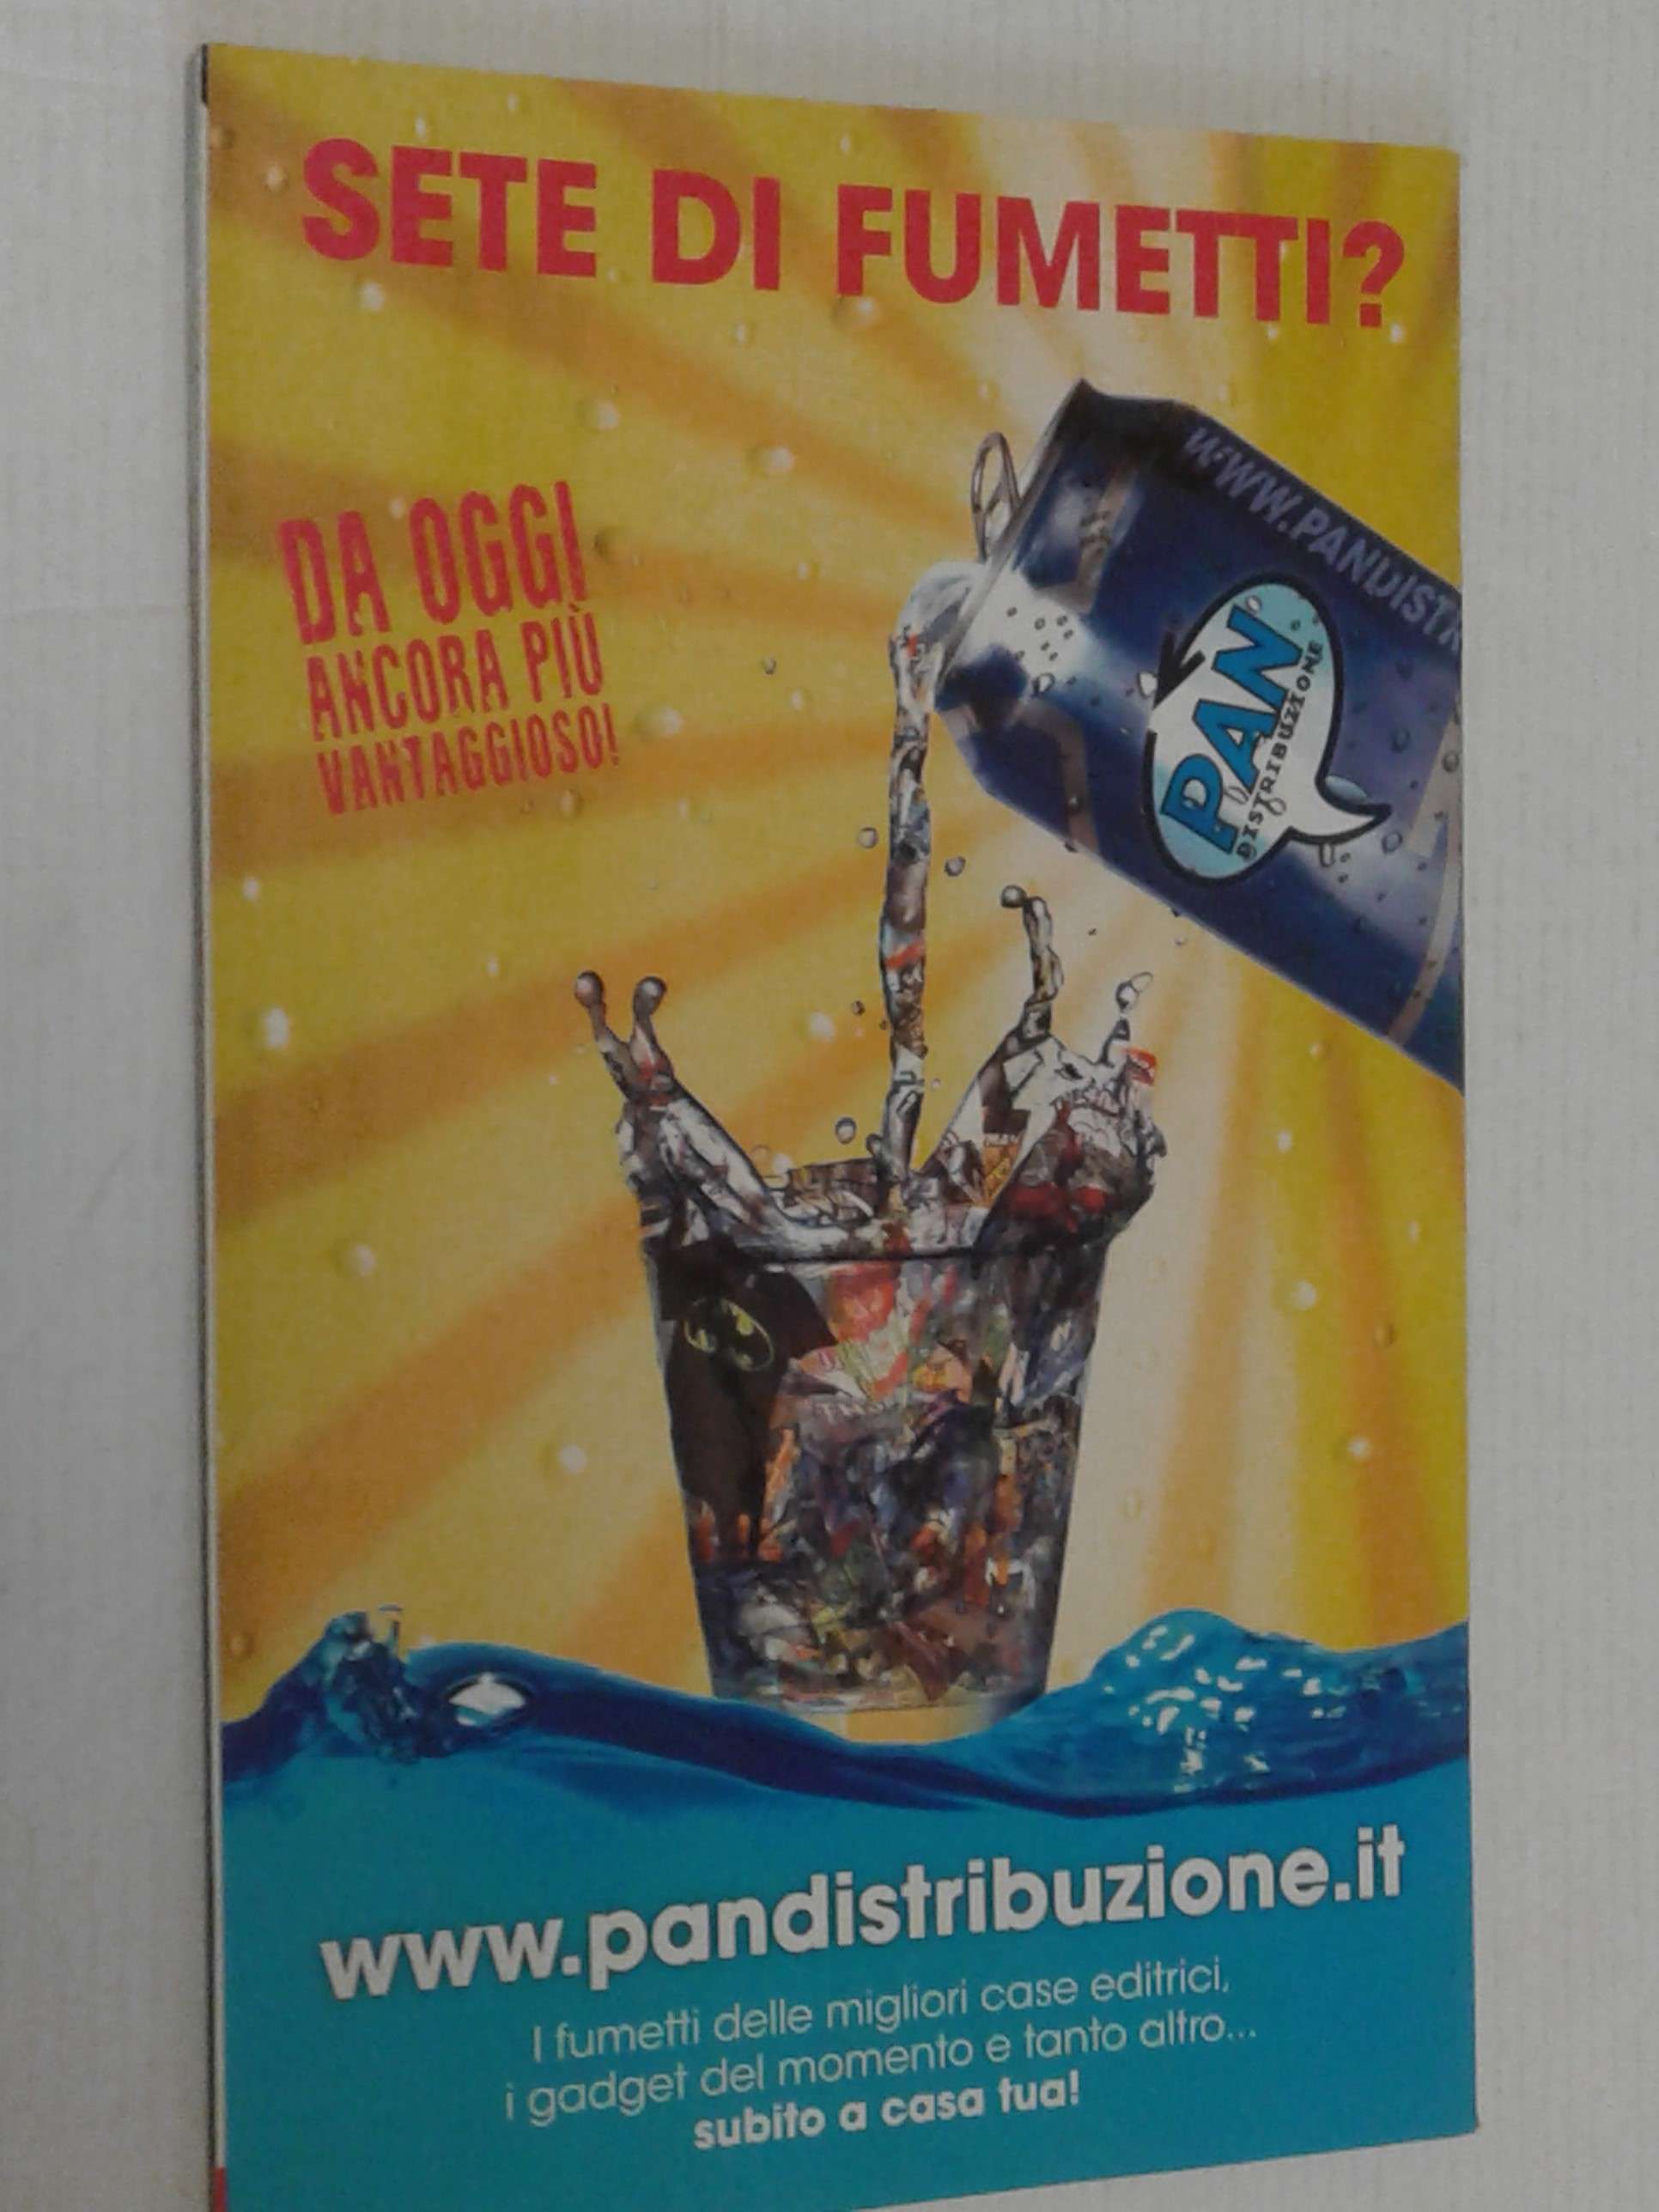 SETE DI FUMETTI?
DA OGGI
ANCORA PIÙ
VANTAGGIOSO!
WWW.PANDISTR
PAN
DISTRIBUZIONE
www.pandistribuzione.it
I fumetti delle migliori case editrici,
i gadget del momento e tanto altro...
subito a casa tua!